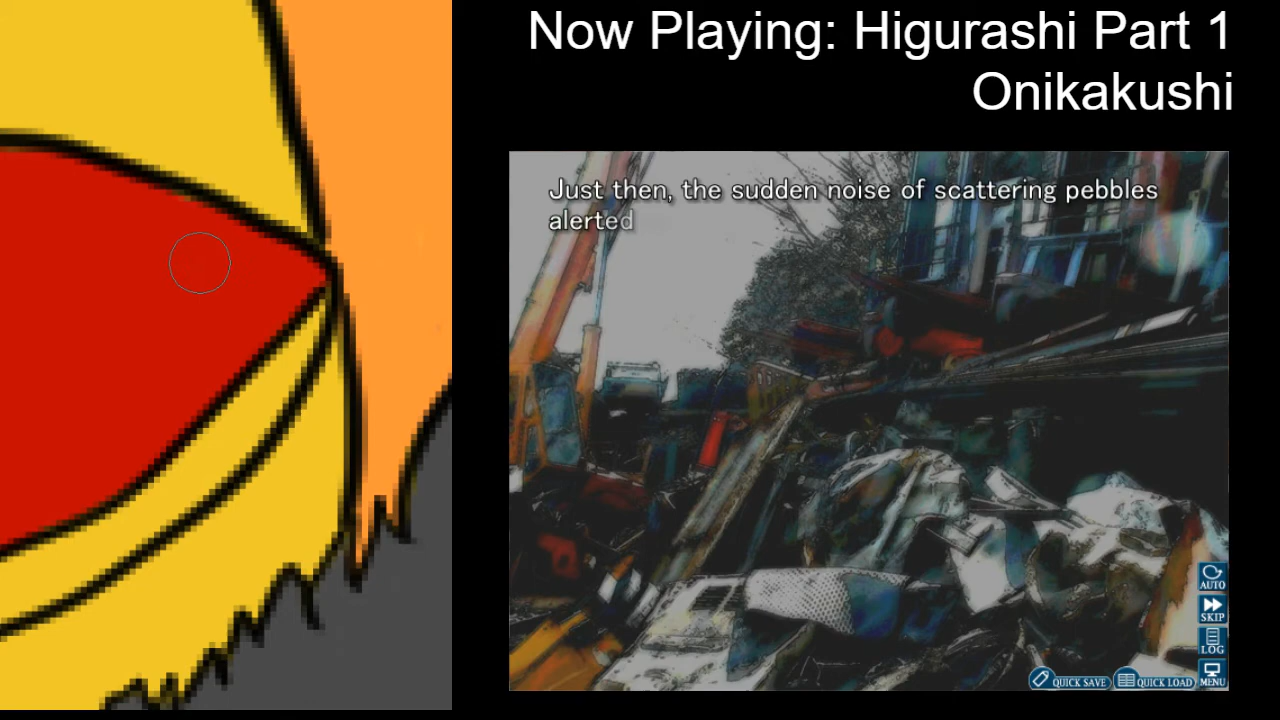 Now Playing: Higurashi Part 1
Onikakushi
Just then, the sudden noise of scattering pebbles
alerted
AUTO
SKIP
LOG
MENU
QUICK SAVE
QUICK LOAD